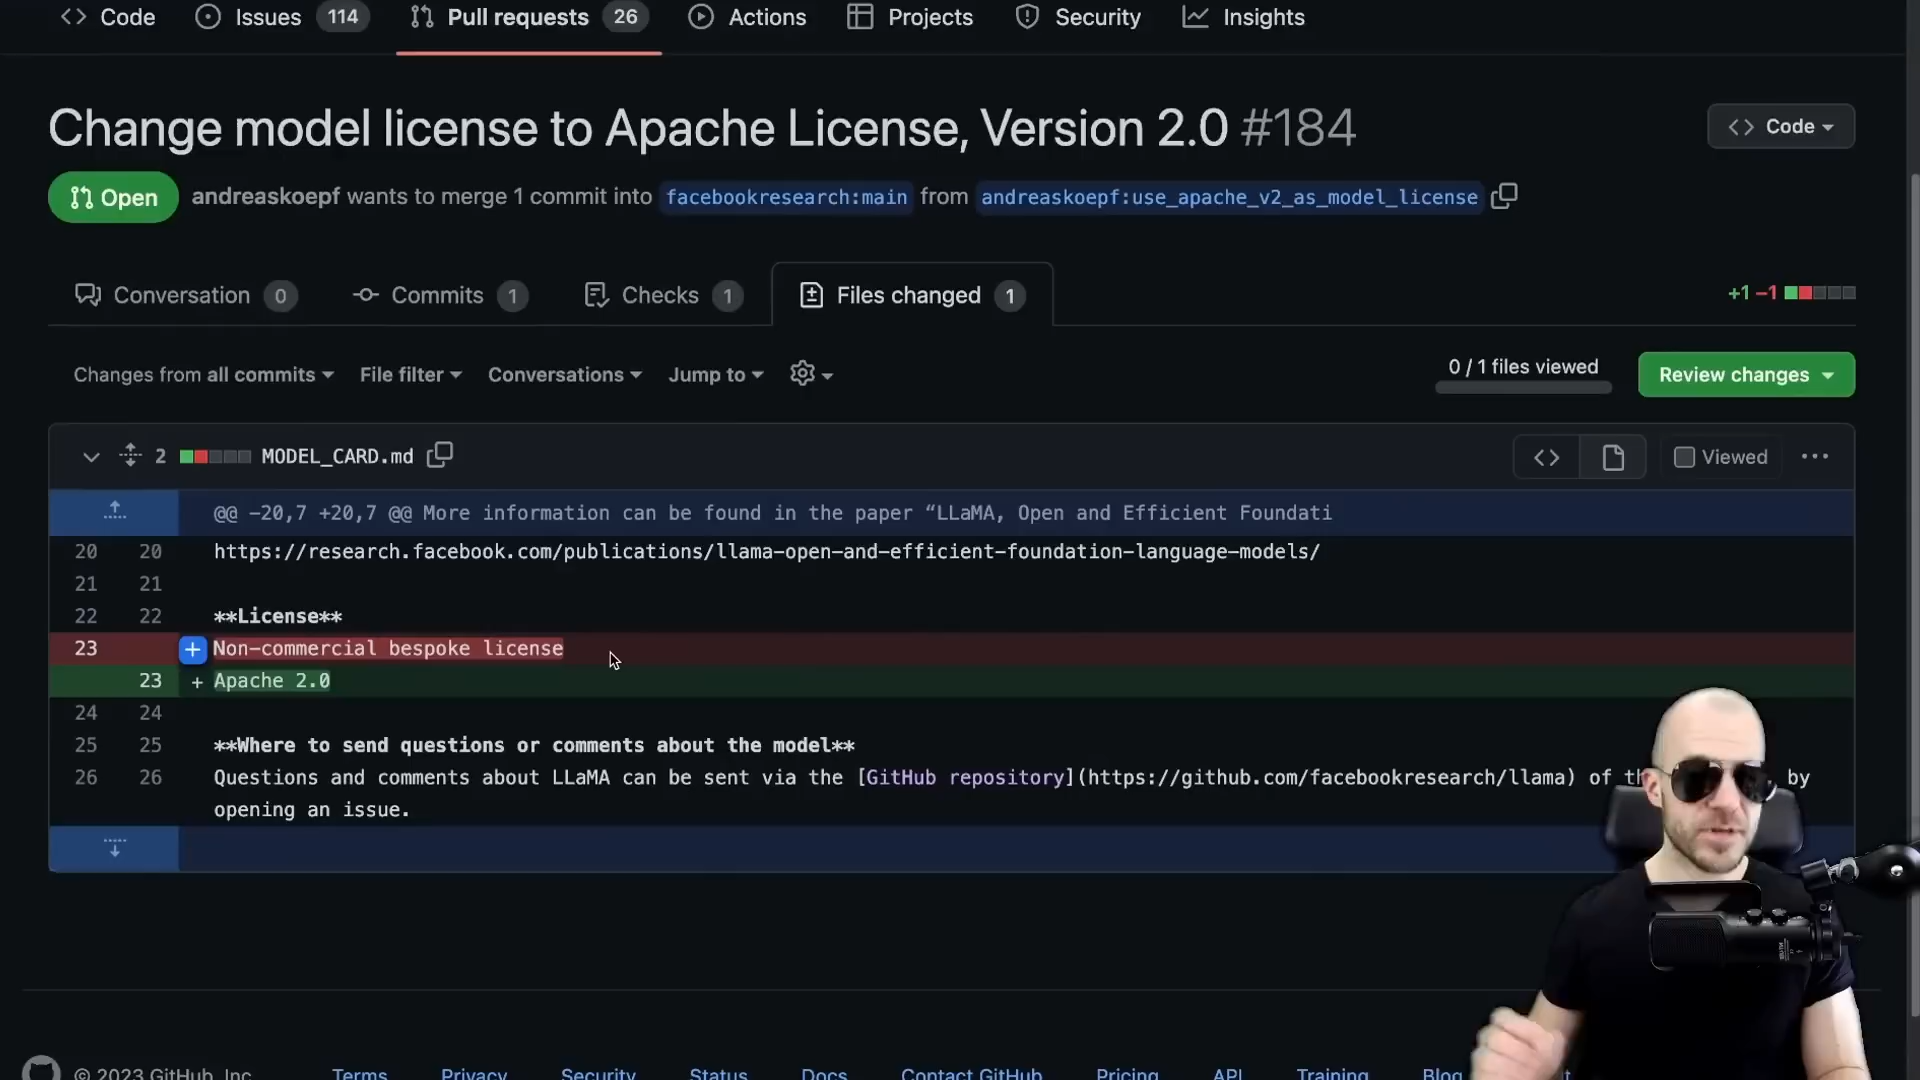 Code Issues 114 Pull requests 26 Actions Projects Security Insights
Change model license to Apache License, Version 2.0 #184
Code
Open andreaskoepf wants to merge 1 commit into facebookresearch:main from andreaskoepf:use_apache_v2_as_model_license
Conversation 0 Commits 1 Checks 1 Files changed 1 +1 −1
Changes from all commits File filter Conversations Jump to 0 / 1 files viewed Review changes
2 MODEL_CARD.md Viewed
@@ -20,7 +20,7 @@ More information can be found in the paper “LLaMA, Open and Efficient Foundati
20 20 https://research.facebook.com/publications/llama-open-and-efficient-foundation-language-models/
21 21
22 22 **License**
23 Non-commercial bespoke license
23 + Apache 2.0
24 24
25 25 **Where to send questions or comments about the model**
26 26 Questions and comments about LLaMA can be sent via the [GitHub repository](https://github.com/facebookresearch/llama) of , by
opening an issue.
© 2023 GitHub, Inc. Terms Privacy Security Status Docs Contact GitHub Pricing API Training Blog